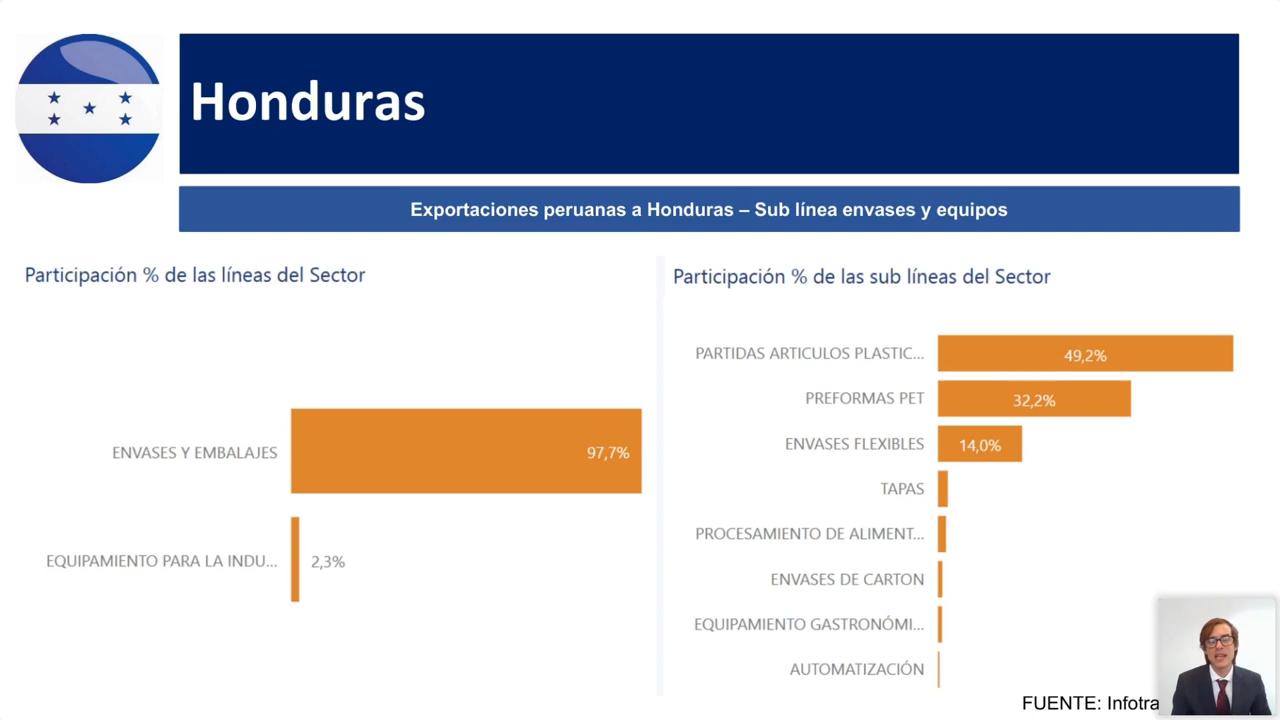 Honduras
Exportaciones peruanas a Honduras – Sub línea envases y equipos
Participación % de las líneas del Sector
ENVASES Y EMBALAJES
97,7%
EQUIPAMIENTO PARA LA INDU...
2,3%
Participación % de las sub líneas del Sector
PARTIDAS ARTICULOS PLASTIC...
49,2%
PREFORMAS PET
32,2%
ENVASES FLEXIBLES
14,0%
TAPAS
PROCESAMIENTO DE ALIMENT...
ENVASES DE CARTON
EQUIPAMIENTO GASTRONÓMI...
AUTOMATIZACIÓN
FUENTE: Infotra